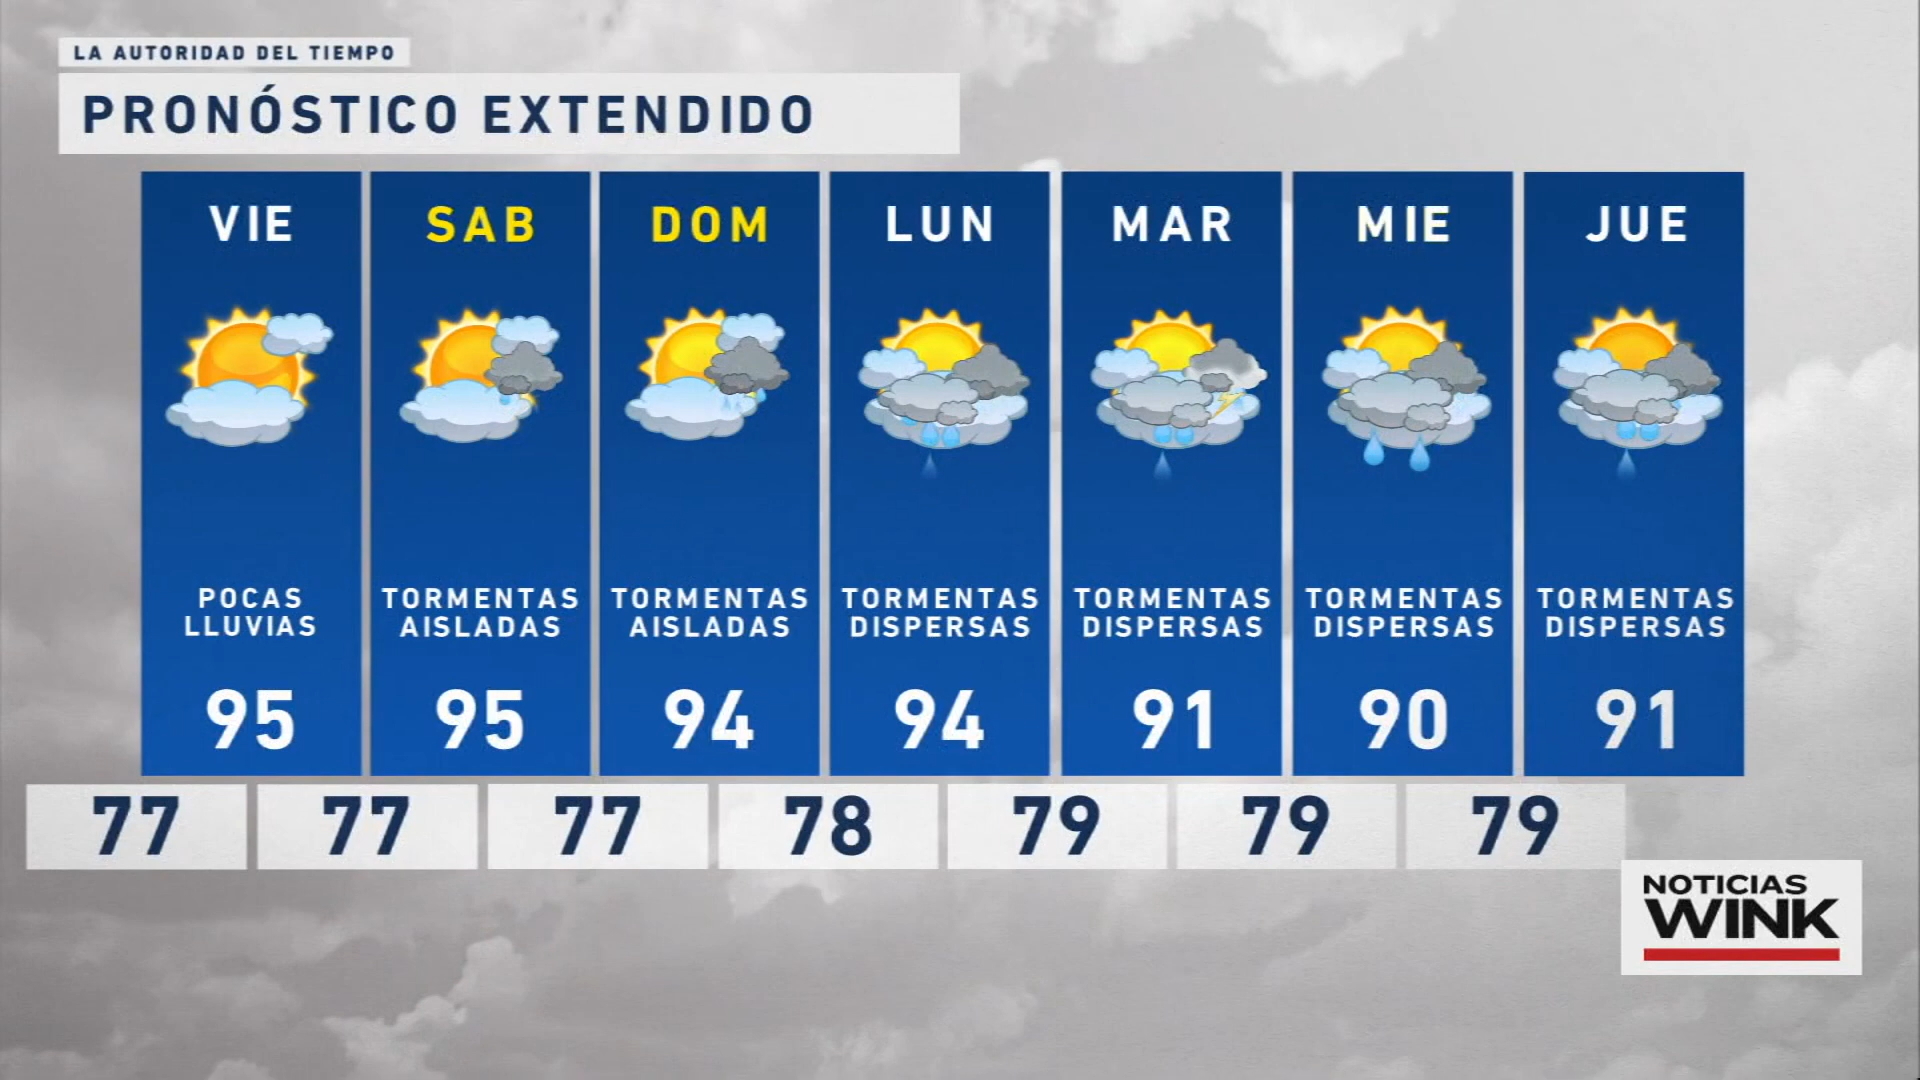 LA AUTORIDAD DEL TIEMPO
PRONÓSTICO EXTENDIDO
VIE SAB DOM LUN MAR MIE JUE
POCAS TORMENTAS TORMENTAS TORMENTAS TORMENTAS TORMENTAS TORMENTAS
LLUVIAS AISLADAS AISLADAS DISPERSAS DISPERSAS DISPERSAS DISPERSAS
95 95 94 94 91 90 91
77 77 77 78 79 79 79
NOTICIAS
WINK